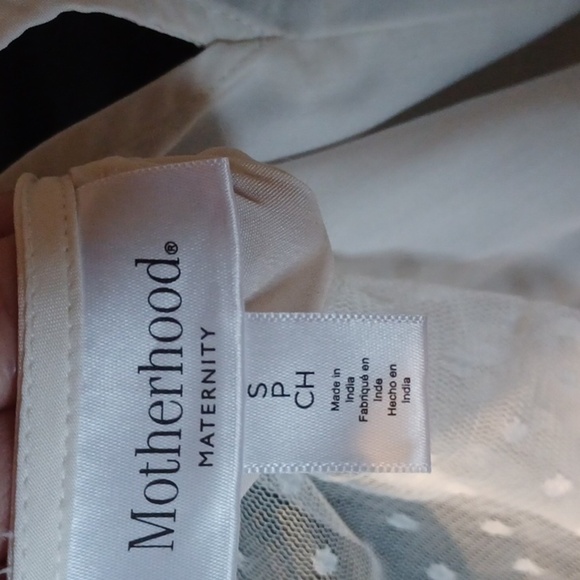 Motherhood®
MATERNITY
S
P
CH
Made in
India
Fabriqué en
Inde
Hecho en
India